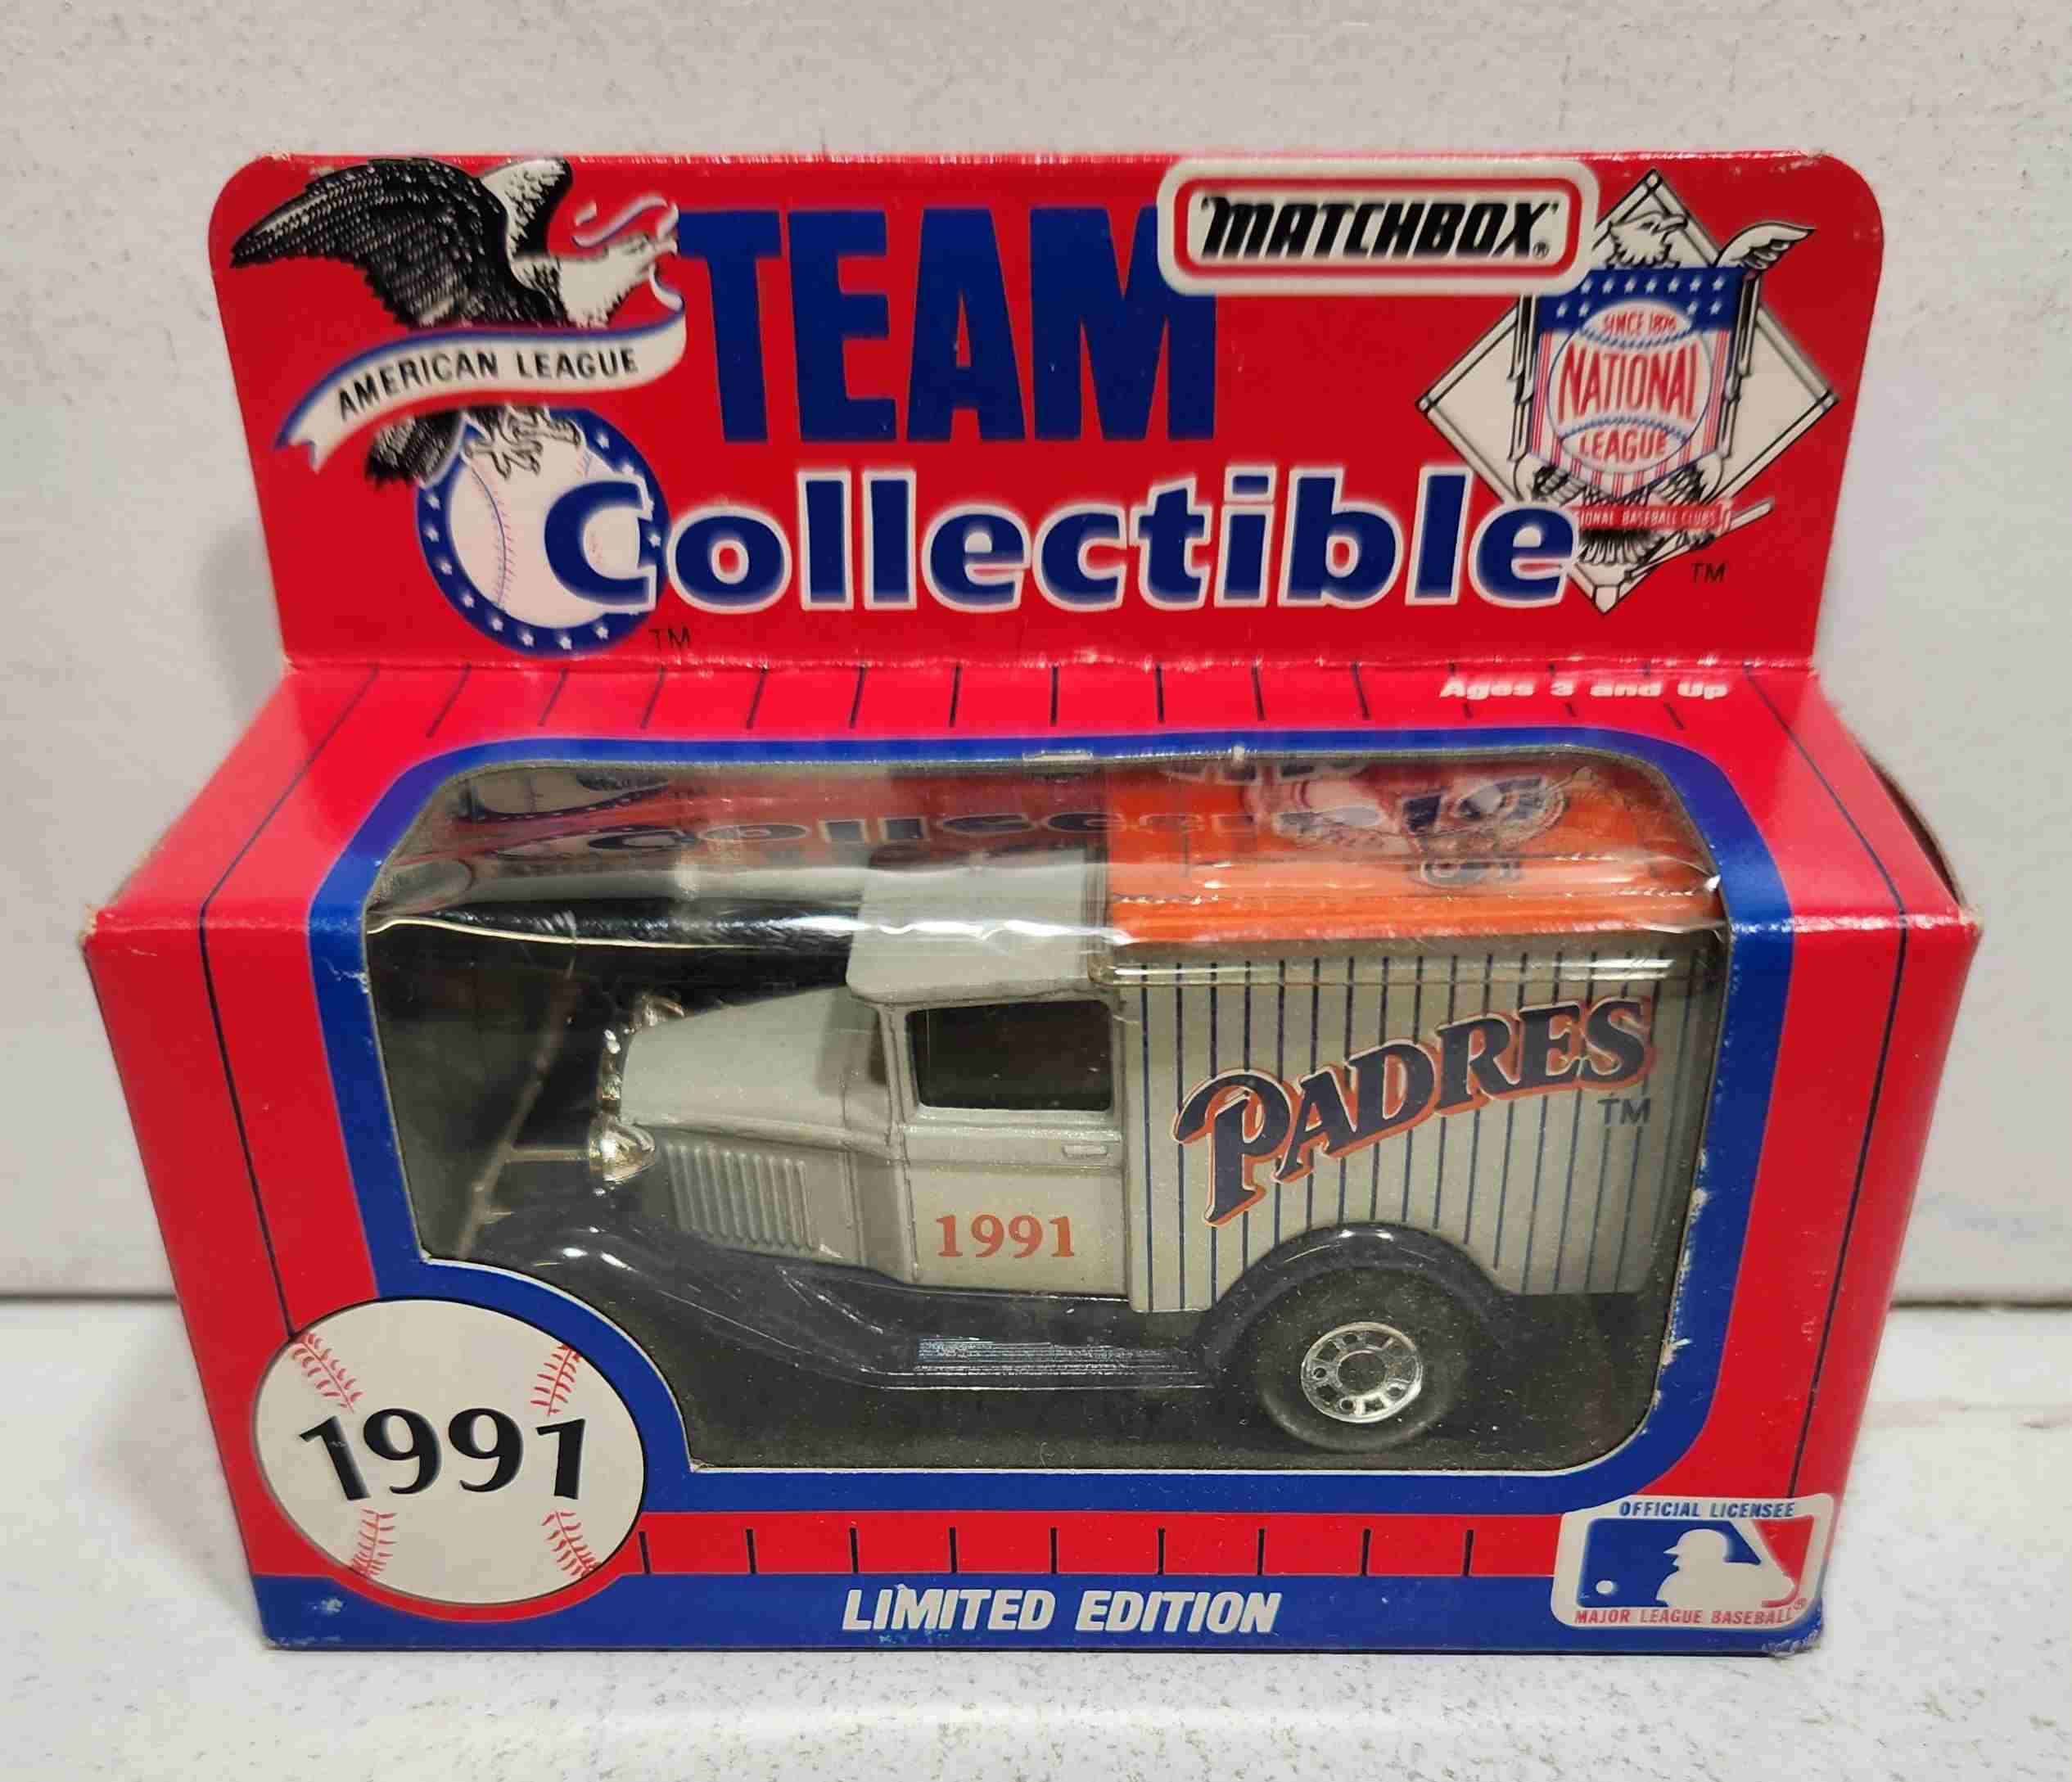 MATCHBOX®
TEAM
AMERICAN LEAGUE
SINCE 1876
NATIONAL
LEAGUE
Collectible
TM
TM
Ages 3 and Up
PADRES
TM
1991
1991
OFFICIAL LICENSEE
LIMITED EDITION
MAJOR LEAGUE BASEBALL®